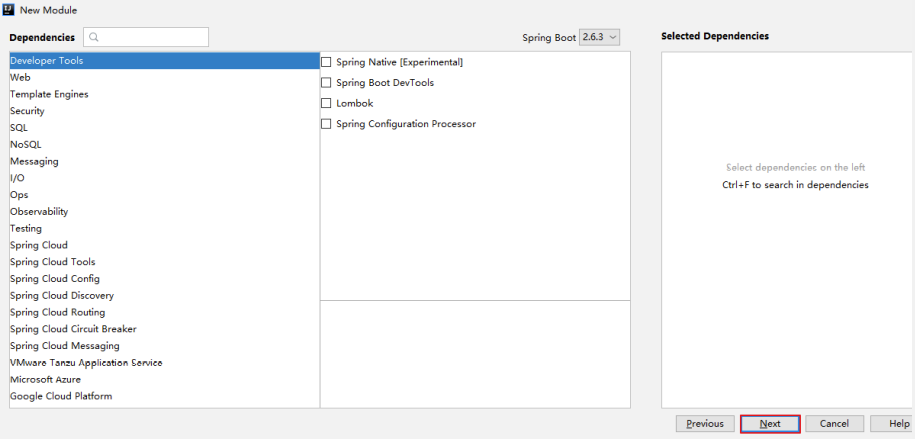 New Module
Dependencies
Spring Boot 2.6.3
Selected Dependencies
Developer Tools
Web
Template Engines
Security
SQL
NoSQL
Messaging
I/O
Ops
Observability
Testing
Spring Cloud
Spring Cloud Tools
Spring Cloud Config
Spring Cloud Discovery
Spring Cloud Routing
Spring Cloud Circuit Breaker
Spring Cloud Messaging
VMware Tanzu Application Service
Microsoft Azure
Google Cloud Platform
Spring Native [Experimental]
Spring Boot DevTools
Lombok
Spring Configuration Processor
Select dependencies on the left
Ctrl+F to search in dependencies
Previous Next Cancel Help